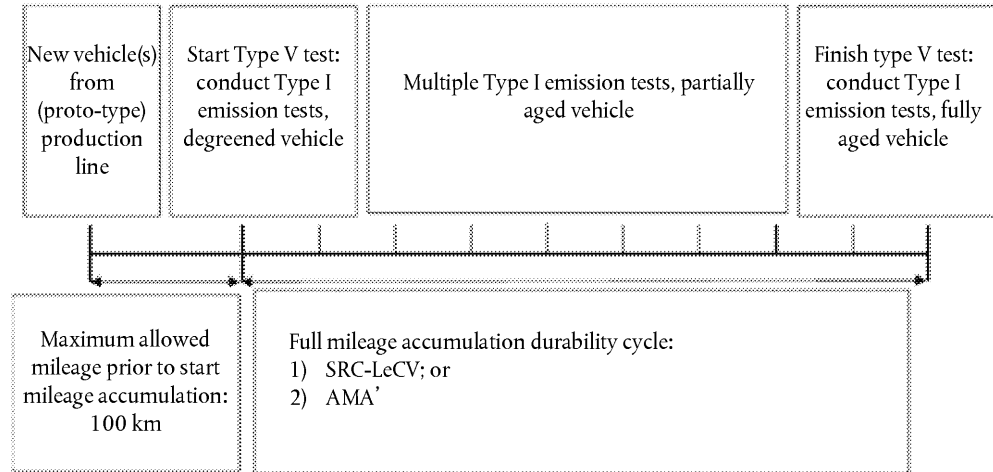 New vehicle(s)
from
(proto-type)
production
line
Start Type V test:
conduct Type I
emission tests,
degreened vehicle
Multiple Type I emission tests, partially
aged vehicle
Finish type V test:
conduct Type I
emission tests, fully
aged vehicle
Maximum allowed
mileage prior to start
mileage accumulation:
100 km
Full mileage accumulation durability cycle:
1) SRC-LeCV; or
2) AMA'